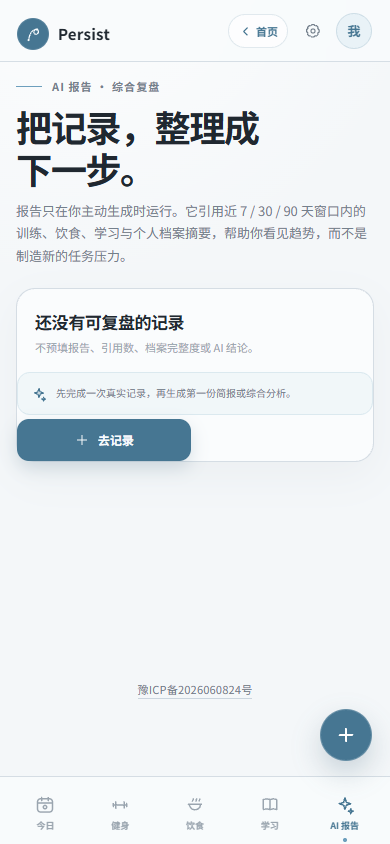 Persist
首页
我
AI 报告 · 综合复盘
把记录，整理成
下一步。
报告只在你主动生成时运行。它引用近 7 / 30 / 90 天窗口内的
训练、饮食、学习与个人档案摘要，帮助你看见趋势，而不是
制造新的任务压力。
还没有可复盘的记录
不预填报告、引用数、档案完整度或 AI 结论。
先完成一次真实记录，再生成第一份简报或综合分析。
去记录
豫ICP备2026060824号
今日
健身
饮食
学习
AI 报告